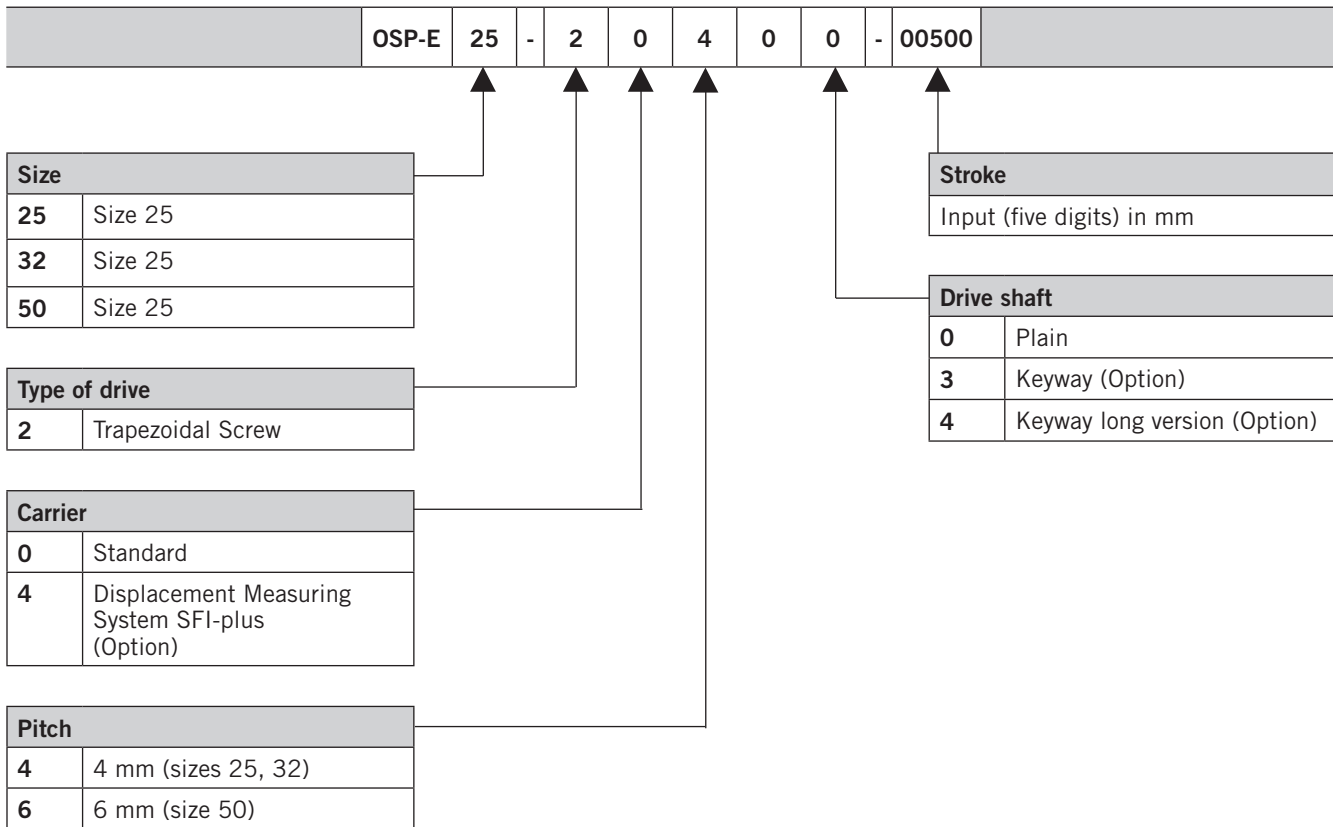 OSP-E 25 - 2 0 4 0 0 - 00500
Size
25 Size 25
32 Size 25
50 Size 25
Type of drive
2 Trapezoidal Screw
Carrier
0 Standard
4 Displacement Measuring
System SFI-plus
(Option)
Pitch
4 4 mm (sizes 25, 32)
6 6 mm (size 50)
Stroke
Input (five digits) in mm
Drive shaft
0 Plain
3 Keyway (Option)
4 Keyway long version (Option)